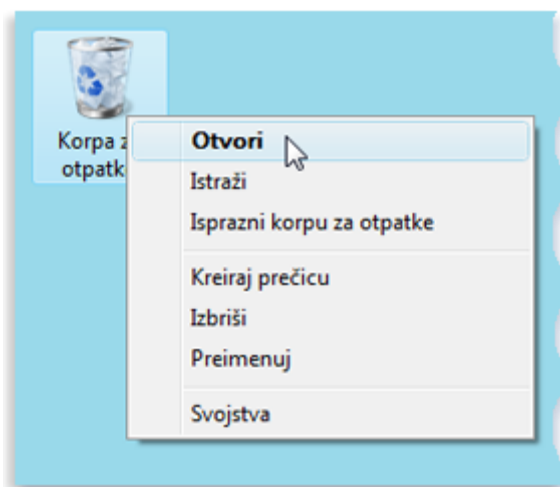 Korpa z
otpatk
Otvori
Istraži
Isprazni korpu za otpatke
Kreiraj prečicu
Izbriši
Preimenuj
Svojstva